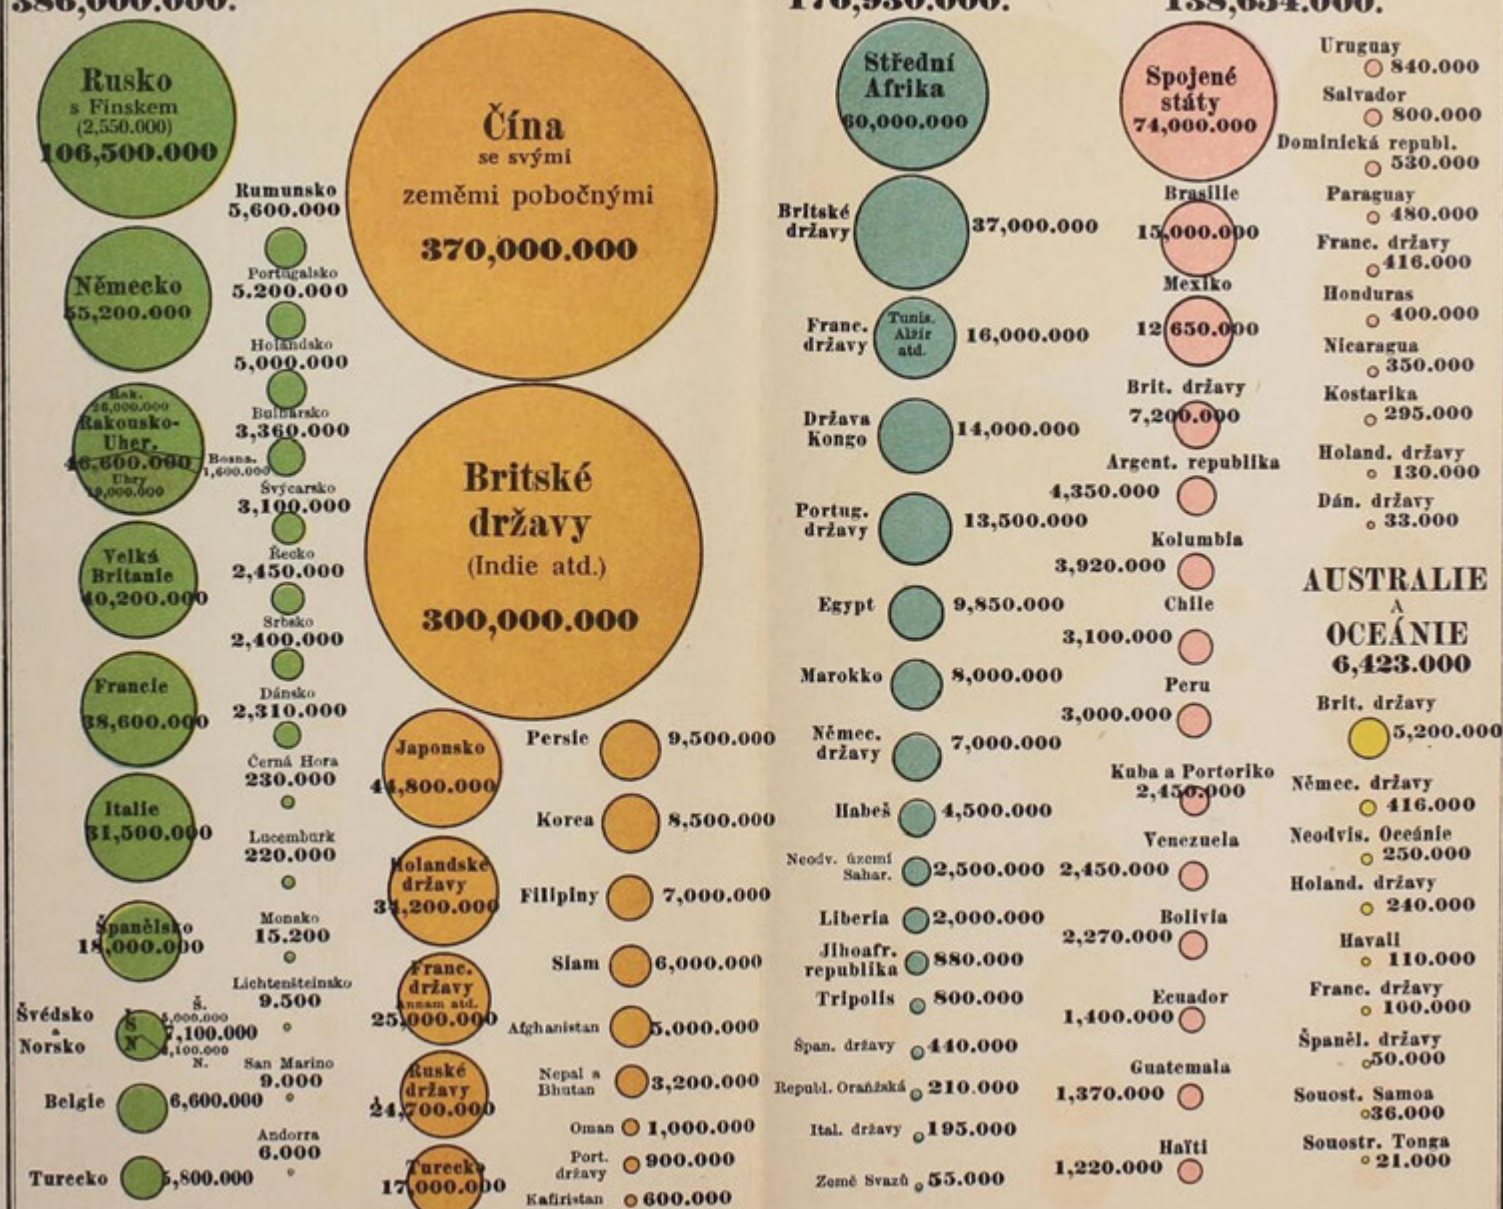 386,000.000.
Rusko
s Finskem
(2,550.000)
106,500.000
Německo
55,200.000
Rak.
Rakousko-
Uher.
46,600.000
Uhry
Bosna.
1,600.000
Velká
Britanie
40,200.000
Francie
38,600.000
Italie
31,500.000
Španělsko
18,000.000
Švédsko
a
Norsko
Š
N
Š.
5,000.000
7,100.000
2,100.000
N.
Belgie
6,600.000
Turecko
5,800.000
Rumunsko
5,600.000
Portugalsko
5.200.000
Holandsko
5,000.000
Bulharsko
3,360.000
Švýcarsko
3,100.000
Řecko
2,450.000
Srbsko
2,400.000
Dánsko
2,310.000
Černá Hora
230.000
Lucemburk
220.000
Monako
15.200
Lichtenšteinsko
9.500
San Marino
9.000
Andorra
6.000
Čína
se svými
zeměmi pobočnými
370,000.000
Britské
državy
(Indie atd.)
300,000.000
Japonsko
44,800.000
Holandské
državy
34,200.000
Franc.
državy
Annam atd.
25,000.000
Ruské
državy
24,700.000
Turecko
17,000.000
Persie
9,500.000
Korea
8,500.000
Filipiny
7,000.000
Siam
6,000.000
Afghanistan
5,000.000
Nepal a
Bhutan
3,200.000
Oman
1,000.000
Port.
državy
900.000
Kafiristan
600.000
176,930.000.
Střední
Afrika
60,000.000
Britské
državy
37,000.000
Franc.
državy
Tunis.
Alžír
atd.
16,000.000
Država
Kongo
14,000.000
Portug.
državy
13,500.000
Egypt
9,850.000
Marokko
8,000.000
Němec.
državy
7,000.000
Habeš
4,500.000
Neodv. území
Sahar.
2,500.000
Liberia
2,000.000
Jihoafr.
republika
880.000
Tripolis
800.000
Špan. državy
440.000
Republ. Oraňžská
210.000
Ital. državy
195.000
Země Svazů
55.000
138,654.000.
Spojené
státy
74,000.000
Brasilie
15,000.000
Mexiko
12,650.000
Brit. državy
7,200.000
Argent. republika
4,350.000
Kolumbia
3,920.000
Chile
3,100.000
Peru
3,000.000
Kuba a Portoriko
2,450.000
Venezuela
2,450.000
Bolivia
2,270.000
Ecuador
1,400.000
Guatemala
1,370.000
Haïti
1,220.000
Uruguay
840.000
Salvador
800.000
Dominická republ.
530.000
Paraguay
480.000
Franc. državy
416.000
Honduras
400.000
Nicaragua
350.000
Kostarika
295.000
Holand. državy
130.000
Dán. državy
33.000
AUSTRALIE
A
OCEÁNIE
6,423.000
Brit. državy
5,200.000
Němec. državy
416.000
Neodvis. Oceánie
250.000
Holand. državy
240.000
Havaii
110.000
Franc. državy
100.000
Španěl. državy
50.000
Souost. Samoa
36.000
Souostr. Tonga
21.000